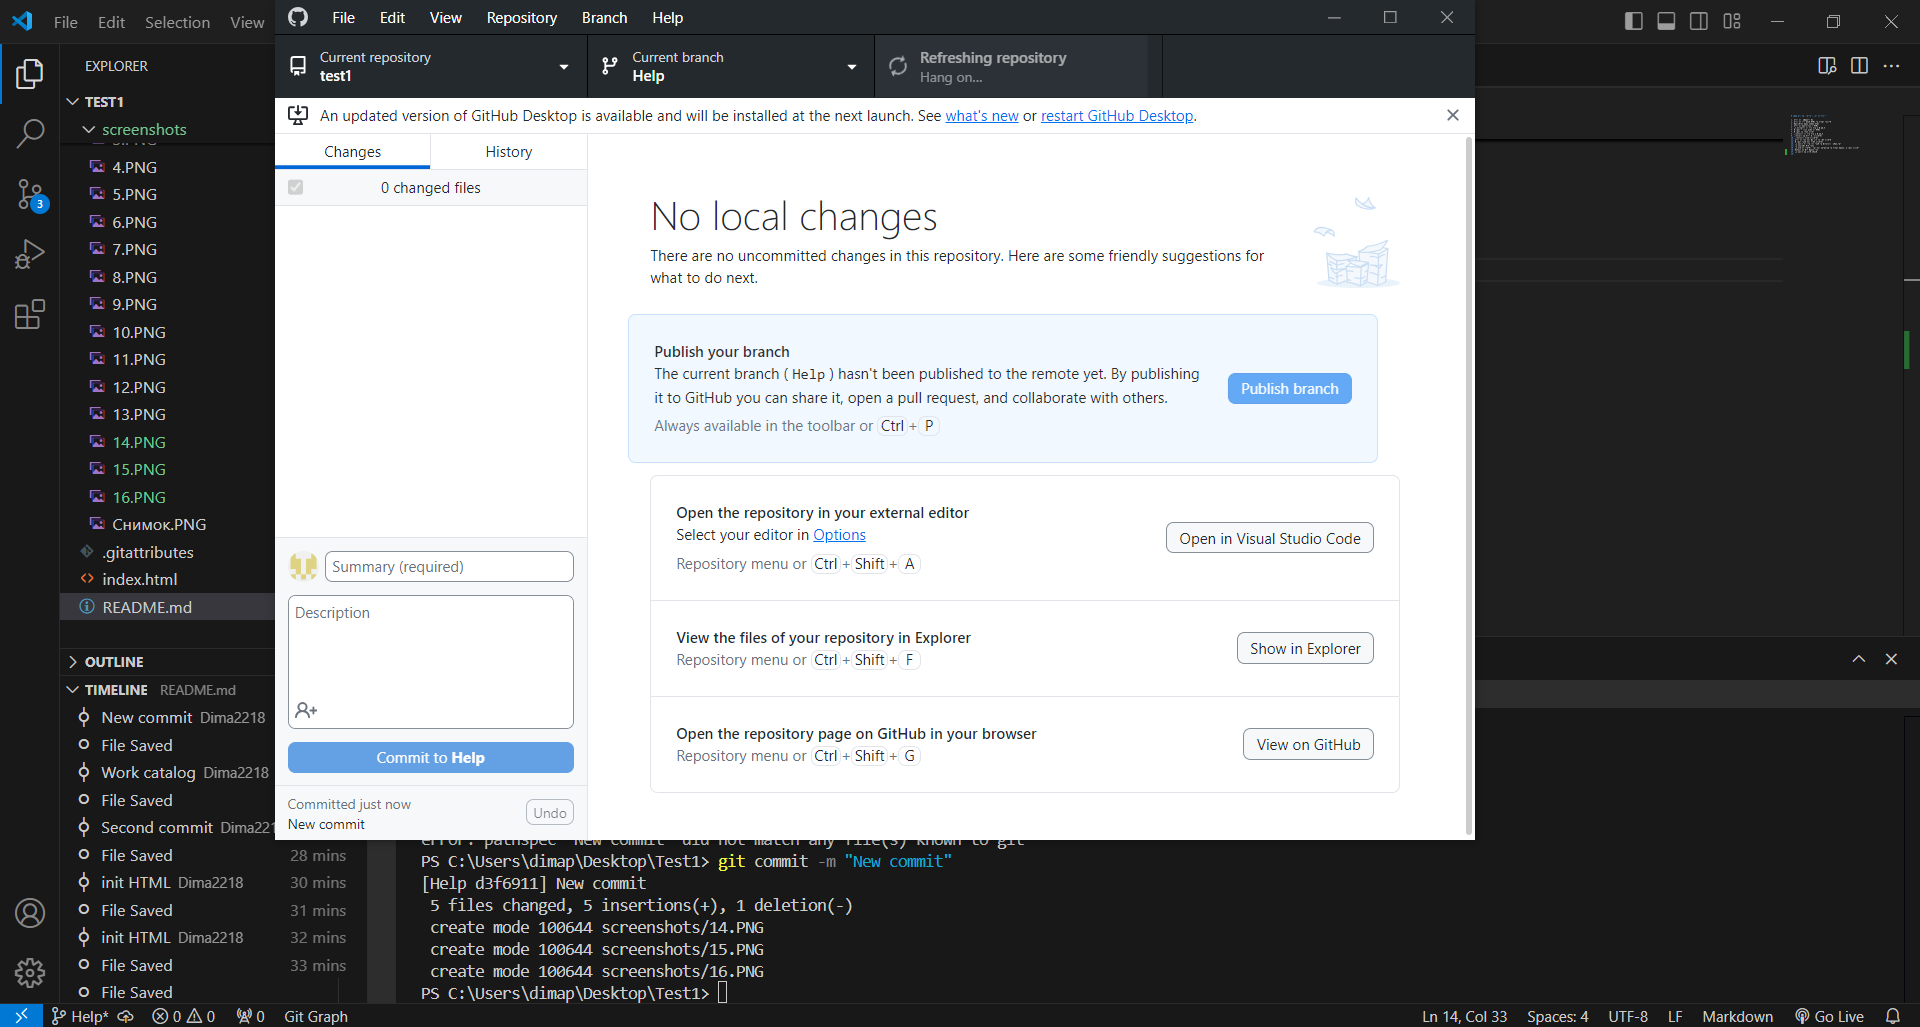 File Edit Selection View
File Edit View Repository Branch Help
Current repository
test1
Current branch
Help
Refreshing repository
Hang on...
An updated version of GitHub Desktop is available and will be installed at the next launch. See what's new or restart GitHub Desktop.
EXPLORER
TEST1
screenshots
4.PNG
5.PNG
6.PNG
7.PNG
8.PNG
9.PNG
10.PNG
11.PNG
12.PNG
13.PNG
14.PNG
15.PNG
16.PNG
Снимок.PNG
.gitattributes
index.html
README.md
OUTLINE
TIMELINE README.md
New commit Dima2218
File Saved
Work catalog Dima2218
File Saved
Second commit Dima221
File Saved 28 mins
init HTML Dima2218 30 mins
File Saved 31 mins
init HTML Dima2218 32 mins
File Saved 33 mins
File Saved
3
Changes History
0 changed files
Summary (required)
Description
Commit to Help
Committed just now
New commit
Undo
No local changes
There are no uncommitted changes in this repository. Here are some friendly suggestions for
what to do next.
Publish your branch
The current branch ( Help ) hasn't been published to the remote yet. By publishing
it to GitHub you can share it, open a pull request, and collaborate with others.
Always available in the toolbar or Ctrl + P
Publish branch
Open the repository in your external editor
Select your editor in Options
Repository menu or Ctrl + Shift + A
Open in Visual Studio Code
View the files of your repository in Explorer
Repository menu or Ctrl + Shift + F
Show in Explorer
Open the repository page on GitHub in your browser
Repository menu or Ctrl + Shift + G
View on GitHub
error: pathspec 'New commit' did not match any file(s) known to git
PS C:\Users\dimap\Desktop\Test1> git commit -m "New commit"
[Help d3f6911] New commit
5 files changed, 5 insertions(+), 1 deletion(-)
create mode 100644 screenshots/14.PNG
create mode 100644 screenshots/15.PNG
create mode 100644 screenshots/16.PNG
PS C:\Users\dimap\Desktop\Test1>
Help* 0 0 0 Git Graph
Ln 14, Col 33 Spaces: 4 UTF-8 LF Markdown Go Live